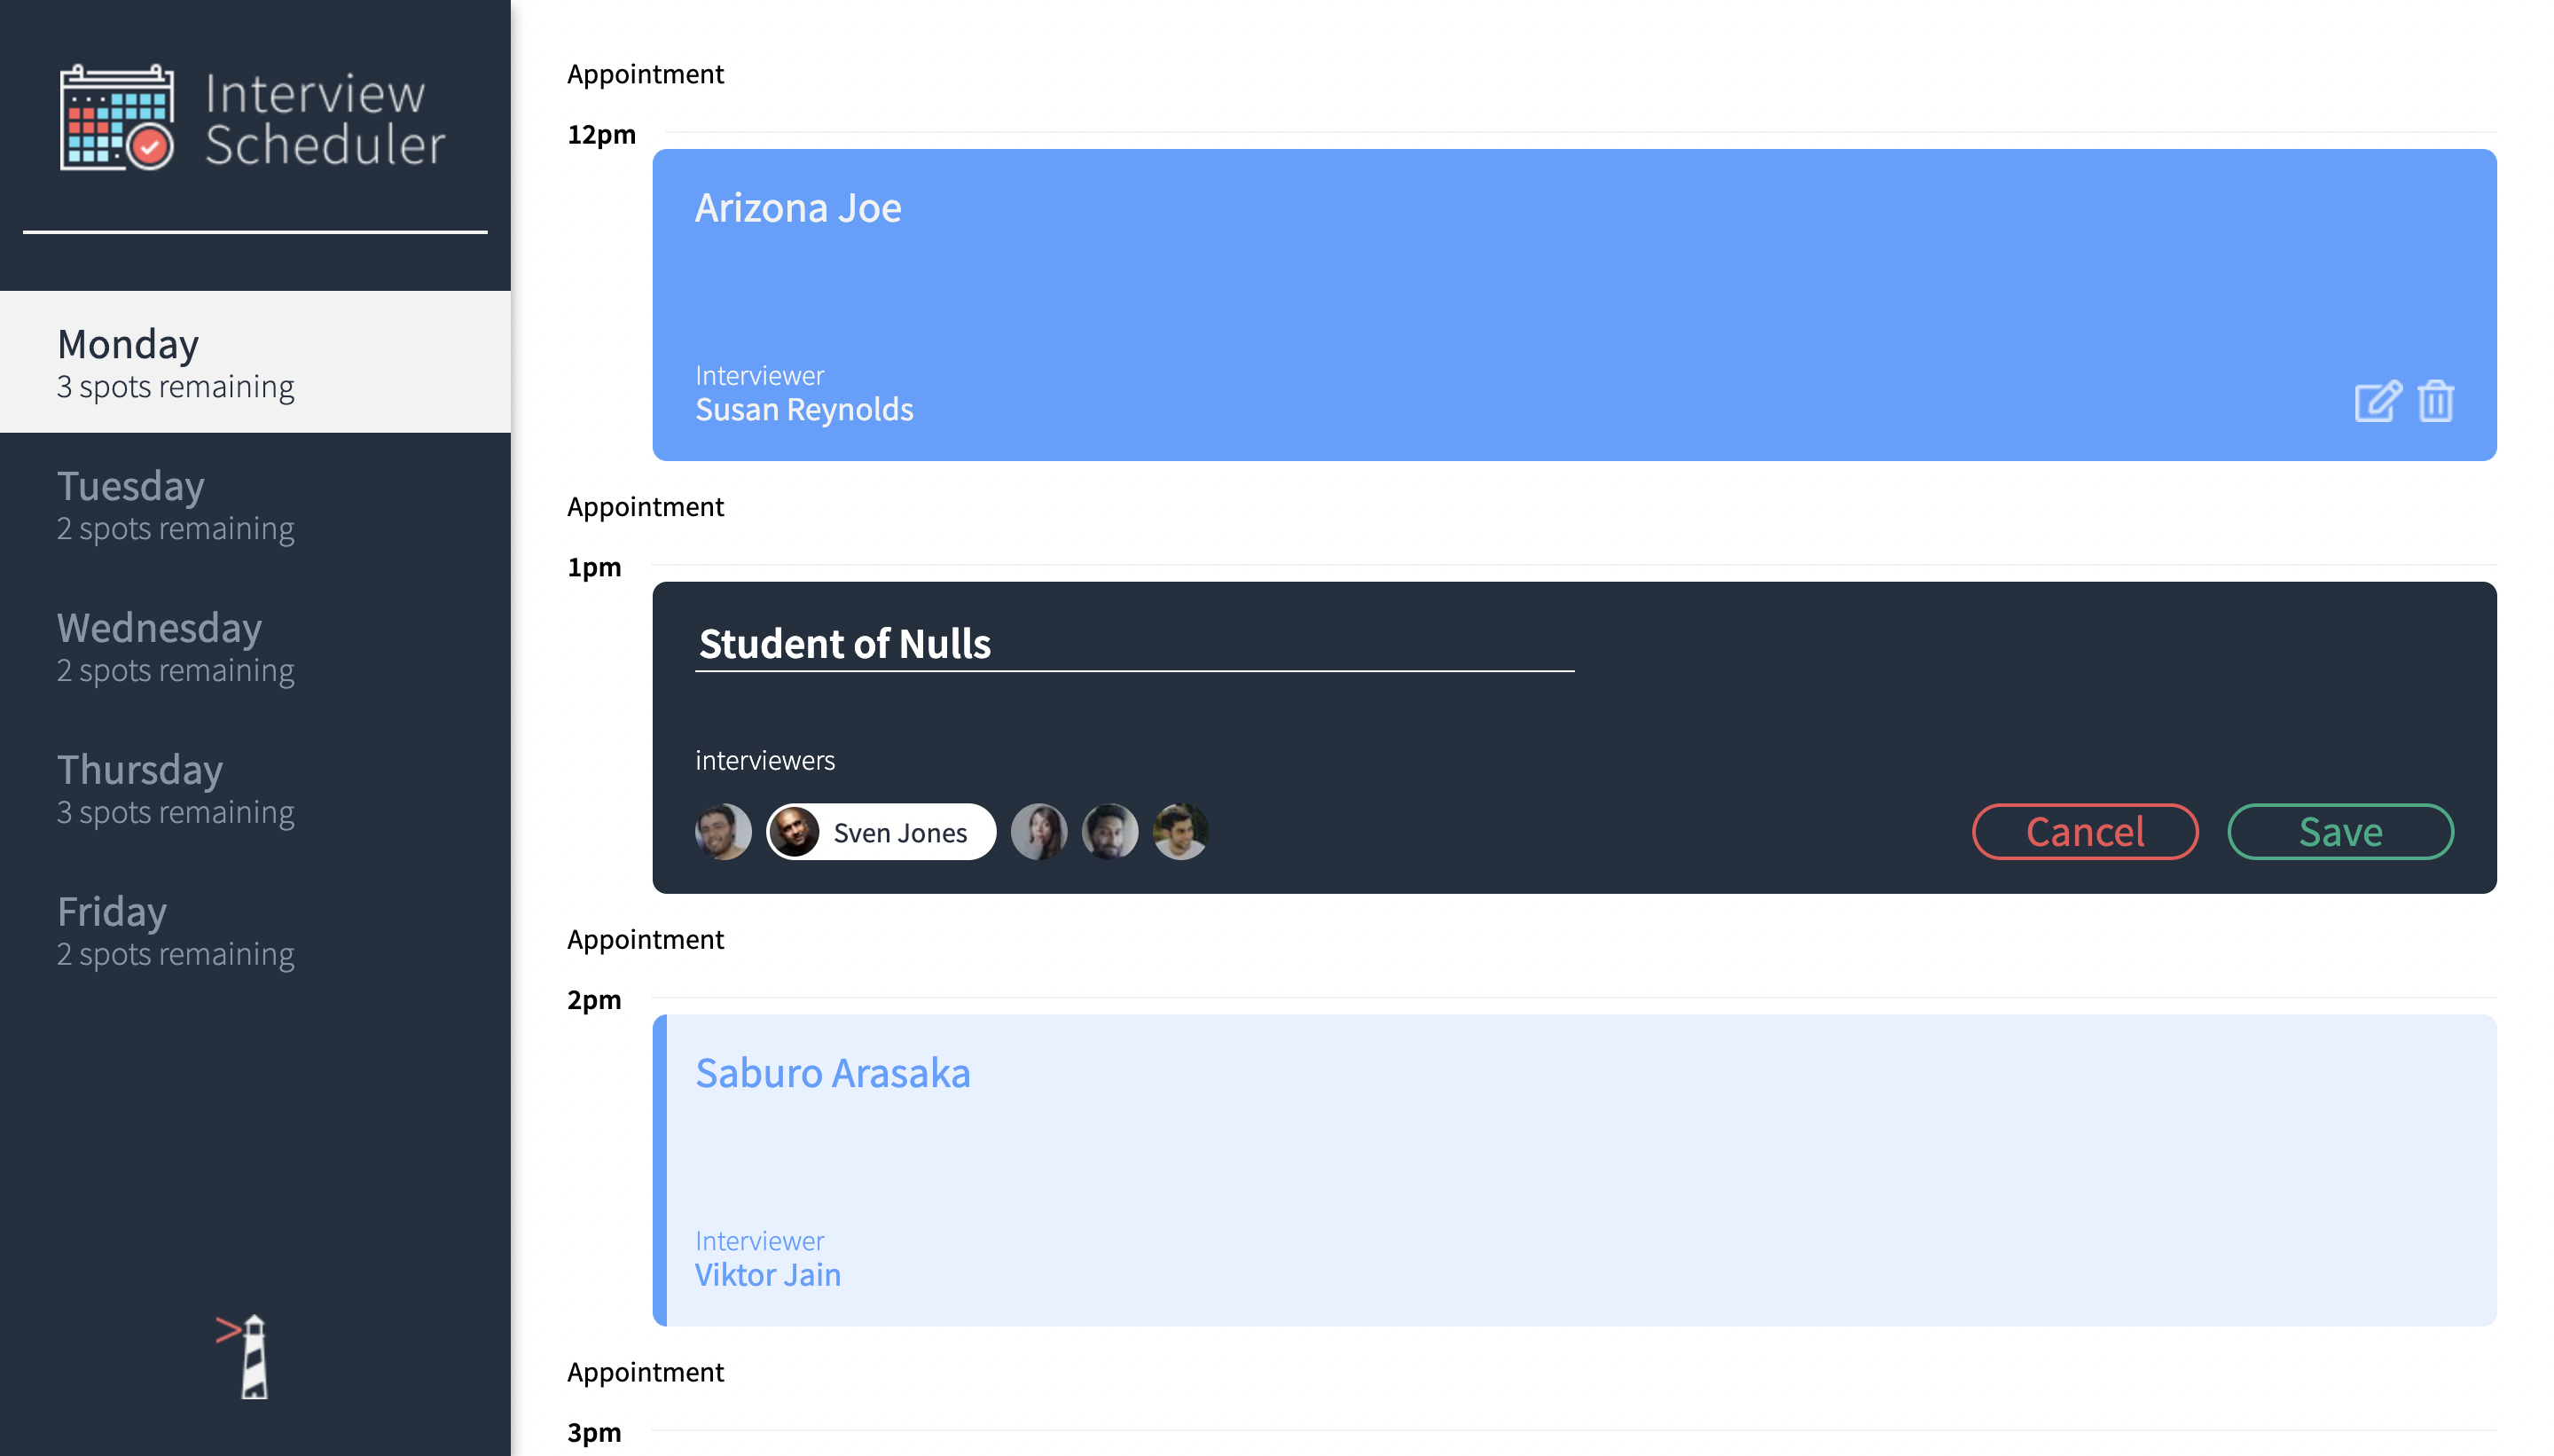 Interview
Scheduler
Monday
3 spots remaining
Tuesday
2 spots remaining
Wednesday
2 spots remaining
Thursday
3 spots remaining
Friday
2 spots remaining
Appointment
12pm
Arizona Joe
Interviewer
Susan Reynolds
Appointment
1pm
Student of Nulls
interviewers
Sven Jones
Cancel
Save
Appointment
2pm
Saburo Arasaka
Interviewer
Viktor Jain
Appointment
3pm